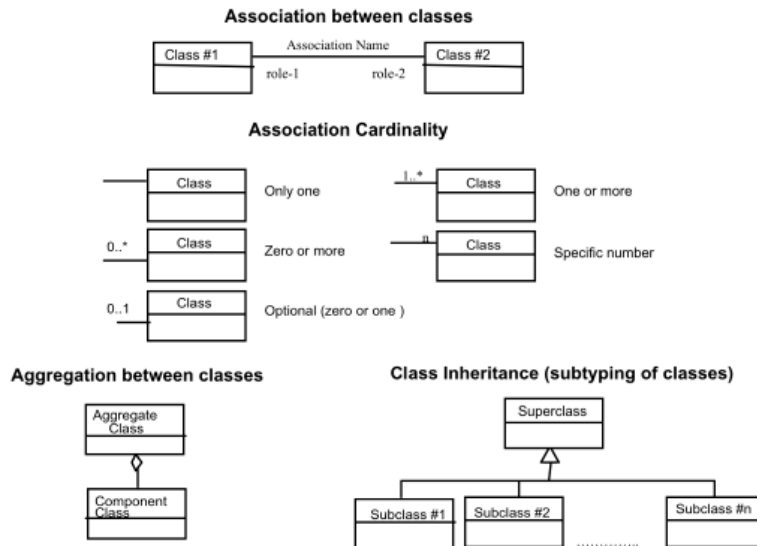 Association between classes
Class #1
Association Name
Class #2
role-1
role-2
Association Cardinality
Class
Only one
1..*
Class
One or more
0..*
Class
Zero or more
n
Class
Specific number
0..1
Class
Optional (zero or one )
Aggregation between classes
Class Inheritance (subtyping of classes)
Aggregate
Class
Superclass
Component
Class
Subclass #1
Subclass #2
Subclass #n
..............